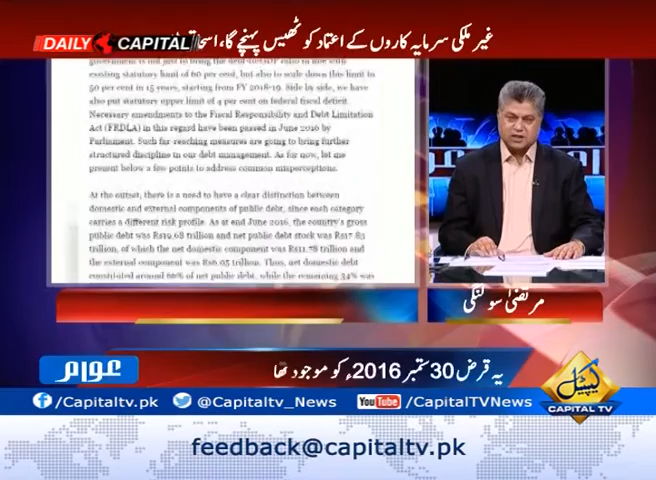 غیر ملکی سرمایہ کاروں کے اعتماد کو ٹھیس پہنچے گا، اسحا
DAILY CAPITAL
government is not just to bring the debt-to-GDP ratio in line with
existing statutory limit of 60 per cent, but also to scale down this limit to
50 per cent in 15 years, starting from FY 2018-19. Side by side, we have
also put statutory upper limit of 4 per cent on federal fiscal deficit.
Necessary amendments to the Fiscal Responsibility and Debt Limitation
Act (FRDLA) in this regard have been passed in June 2016 by
Parliament. Such far-reaching measures are going to bring further
structured discipline in our debt management. As for now, let me
present below a few points to address common misperceptions.
At the outset, there is a need to have a clear distinction between
domestic and external components of public debt, since each category
carries a different risk profile. As at end June 2016, the country's gross
public debt was Rs19.68 trillion and net public debt stock was Rs17.83
trillion, of which the net domestic component was Rs11.78 trillion and
the external component was Rs6.05 trillion. Thus, net domestic debt
constituted around 66% of net public debt, while the remaining 34% was
مرتضیٰ سولنگی
یہ قرض 30 ستمبر 2016ء کو موجود تھا
عوام
کیپیٹل
CAPITAL TV
/Capitaltv.pk
@Capitaltv_News
YouTube /CapitalTVNews
feedback@capitaltv.pk